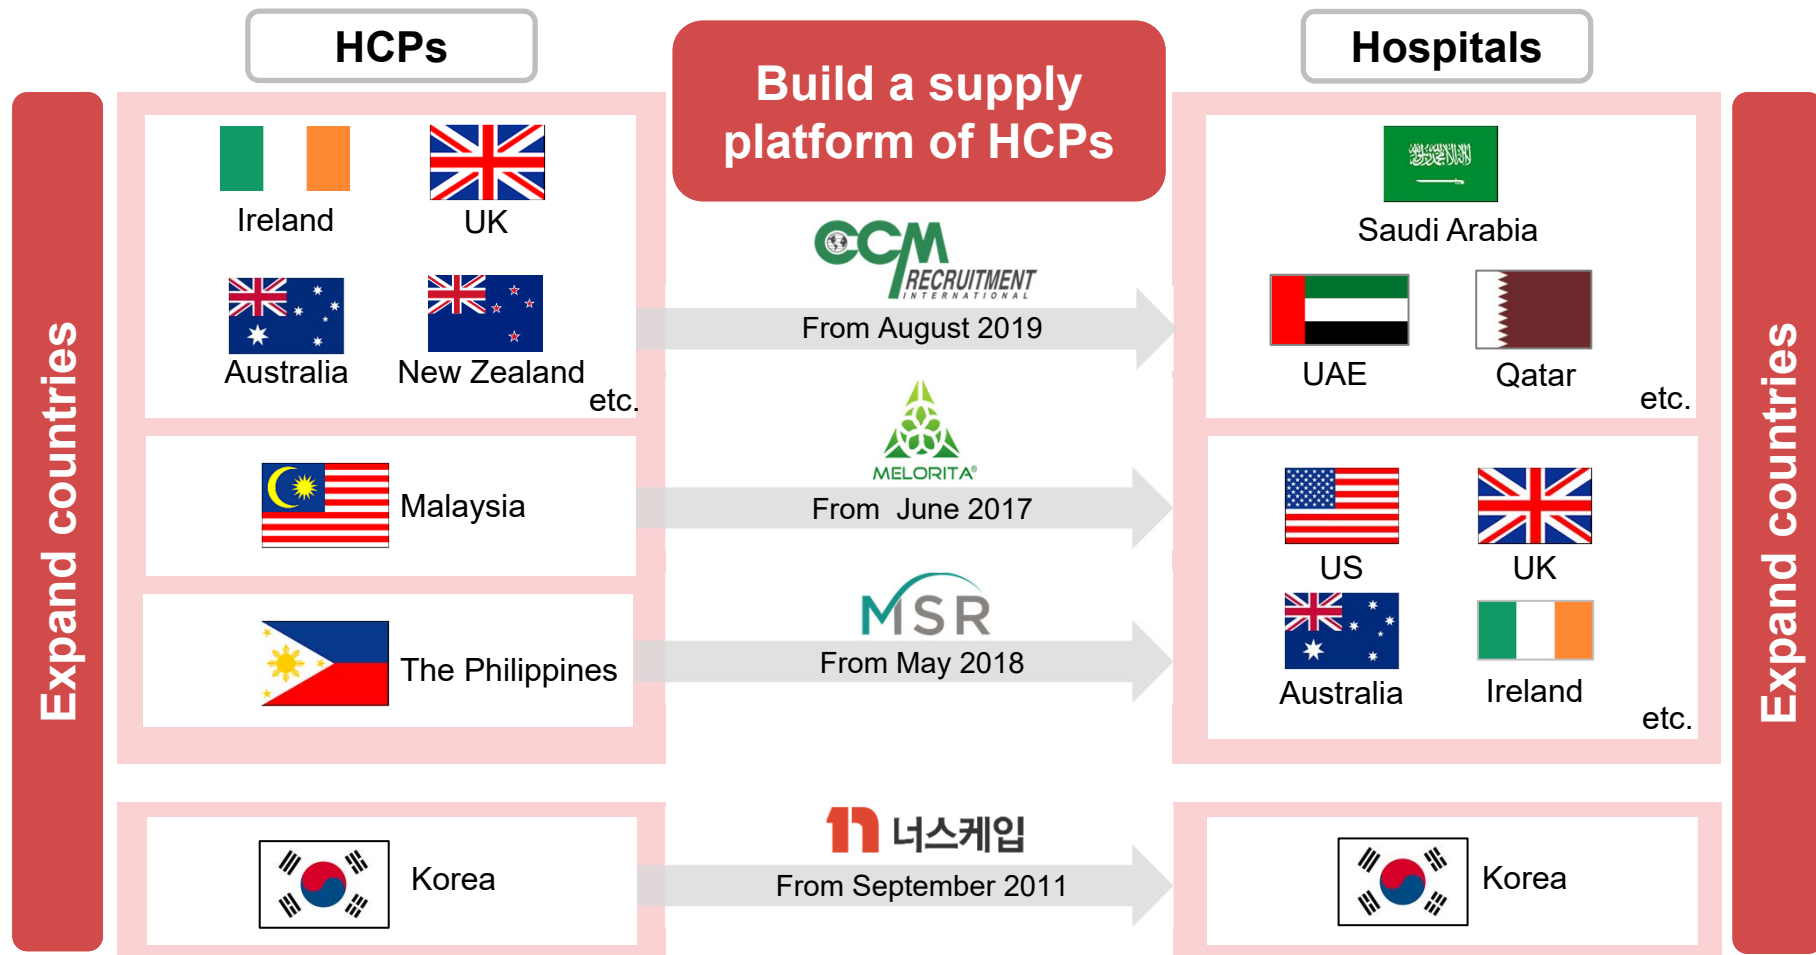 HCPs
Build a supply
platform of HCPs
Hospitals
Expand countries
Ireland
UK
Australia
New Zealand
etc.
CCM
RECRUITMENT
INTERNATIONAL
From August 2019
Saudi Arabia
UAE
Qatar
etc.
Malaysia
MELORITA®
From June 2017
The Philippines
MSR
From May 2018
US
UK
Australia
Ireland
etc.
Korea
너스케입
From September 2011
Korea
Expand countries